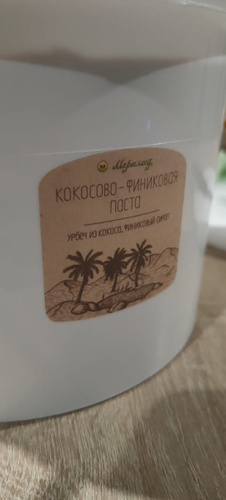 Мералад
КОКОСОВО-ФИНИКОВАЯ
ПАСТА
УРБЕЧ ИЗ КОКОСА, ФИНИКОВЫЙ СИРОП